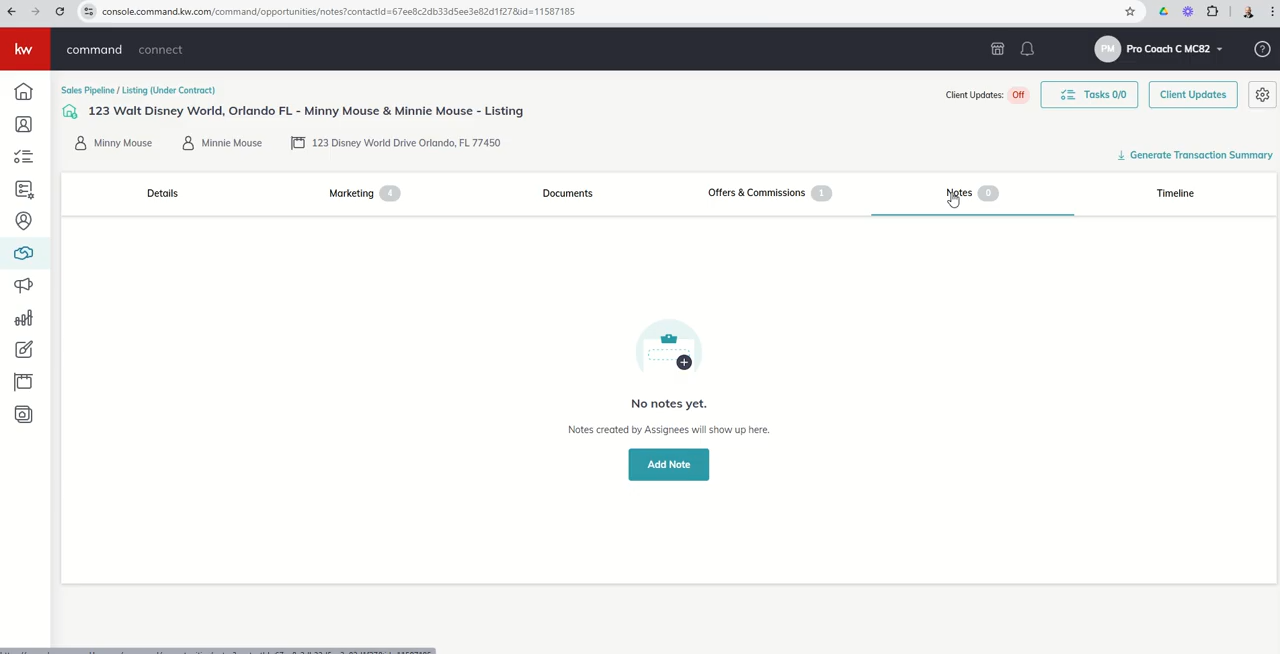 console.command.kw.com/command/opportunities/notes?contactId=67ee8c2db33d5ee3e82d1f27&id=11587185
kw command connect PM Pro Coach C MC82 ?
Sales Pipeline / Listing (Under Contract)
123 Walt Disney World, Orlando FL - Minny Mouse & Minnie Mouse - Listing
Client Updates: Off Tasks 0/0 Client Updates
Minny Mouse Minnie Mouse 123 Disney World Drive Orlando, FL 77450
Generate Transaction Summary
Details Marketing 4 Documents Offers & Commissions 1 Notes 0 Timeline
No notes yet.
Notes created by Assignees will show up here.
Add Note